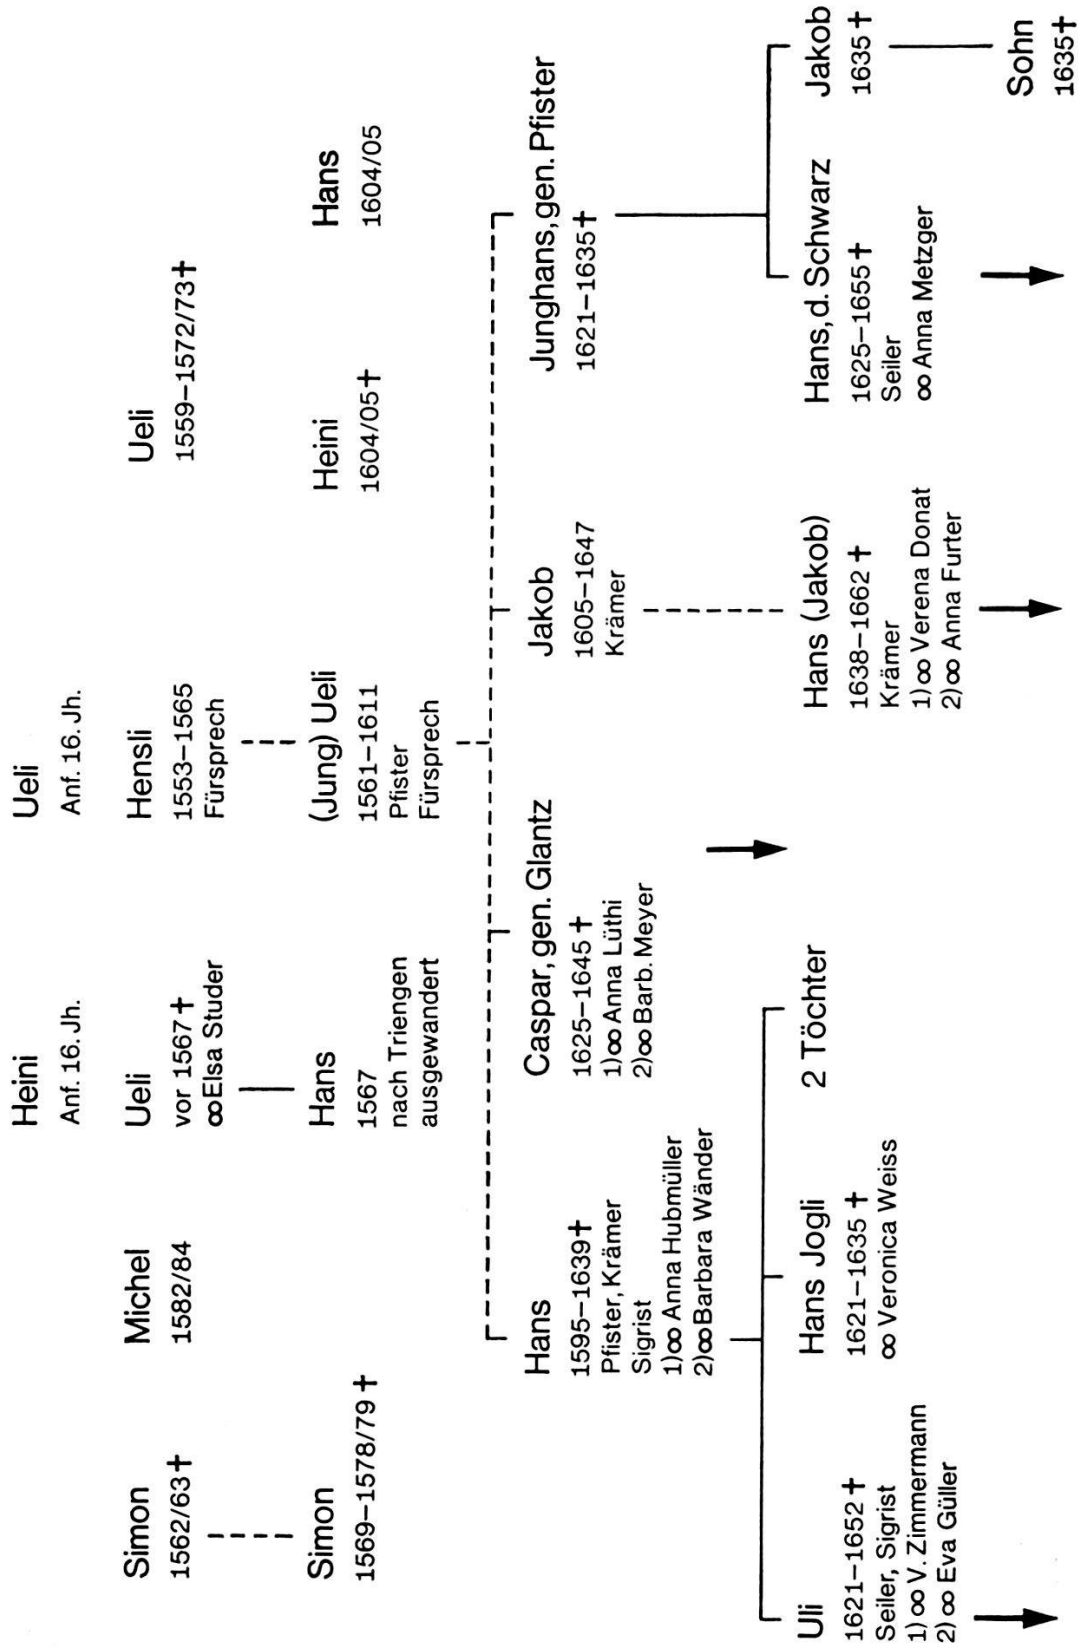 Heini
Anf. 16. Jh.
Ueli
Anf. 16. Jh.
Simon
1562/63 †
Michel
1582/84
Ueli
vor 1567 †
∞ Elsa Studer
Hensli
1553–1565
Fürsprech
Ueli
1559–1572/73 †
Simon
1569–1578/79 †
Hans
1567
nach Triengen
ausgewandert
(Jung) Ueli
1561–1611
Pfister
Fürsprech
Heini
1604/05 †
Hans
1604/05
Hans
1595–1639 †
Pfister, Krämer
Sigrist
1) ∞ Anna Hubmüller
2) ∞ Barbara Wänder
Caspar, gen. Glantz
1625–1645 †
1) ∞ Anna Lüthi
2) ∞ Barb. Meyer
Jakob
1605–1647
Krämer
Junghans, gen. Pfister
1621–1635 †
Uli
1621–1652 †
Seiler, Sigrist
1) ∞ V. Zimmermann
2) ∞ Eva Güller
Hans Jogli
1621–1635 †
∞ Veronica Weiss
2 Töchter
Hans (Jakob)
1638–1662 †
Krämer
1) ∞ Verena Donat
2) ∞ Anna Furter
Hans, d. Schwarz
1625–1655 †
Seiler
∞ Anna Metzger
Jakob
1635 †
Sohn
1635 †